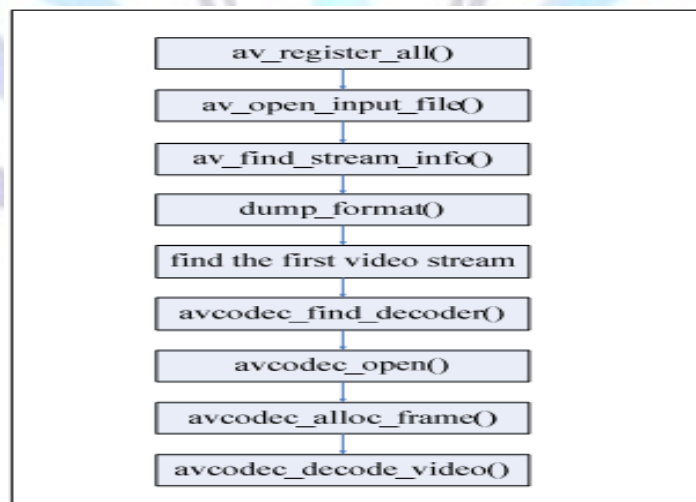 av_register_all()
av_open_input_file()
av_find_stream_info()
dump_format()
find the first video stream
avcodec_find_decoder()
avcodec_open()
avcodec_alloc_frame()
avcodec_decode_video()